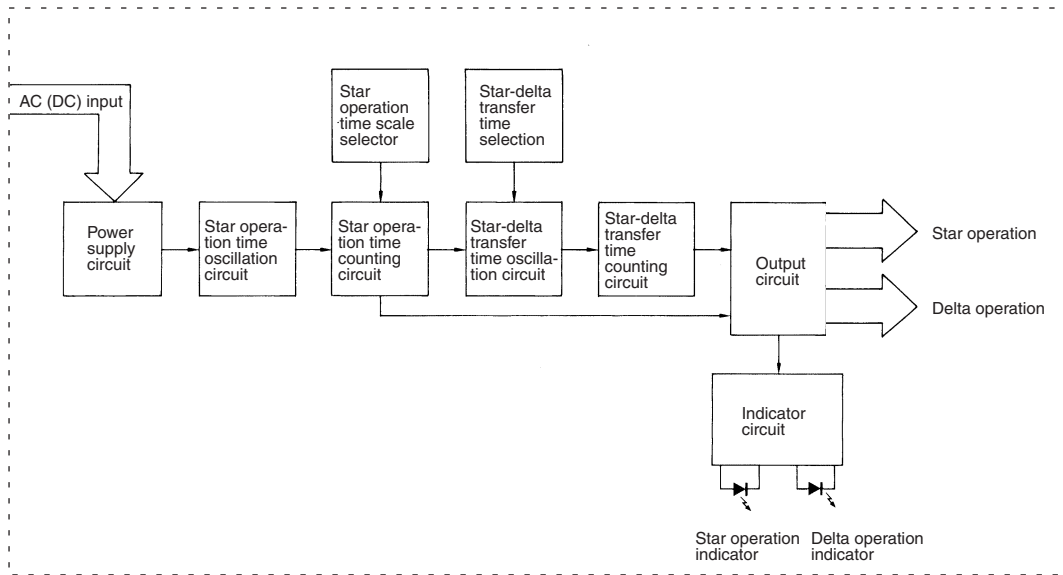 AC (DC) input
Star
operation
time scale
selector
Star-delta
transfer
time
selection
Power
supply
circuit
Star opera-
tion time
oscillation
circuit
Star opera-
tion time
counting
circuit
Star-delta
transfer
time oscilla-
tion circuit
Star-delta
transfer
time
counting
circuit
Output
circuit
Star operation
Delta operation
Indicator
circuit
Star operation
indicator
Delta operation
indicator